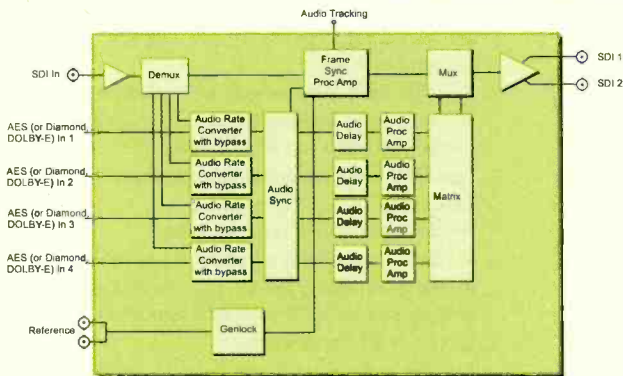 Audio Tracking
SDI In
Demux
Frame
Sync
Proc Amp
Mux
SDI 1
SDI 2
AES (or Diamond
DOLBY-E) In 1
Audio Rate
Converter
with bypass
Audio
Delay
Audio
Proc
Amp
AES (or Diamond
DOLBY-E) In 2
Audio Rate
Converter
with bypass
Audio
Sync
Audio
Delay
Audio
Proc
Amp
Matrix
AES (or Diamond
DOLBY-E) In 3
Audio Rate
Converter
with bypass
Audio
Delay
Audio
Proc
Amp
AES (or Diamond
DOLBY-E) In 4
Audio Rate
Converter
with bypass
Audio
Delay
Audio
Proc
Amp
Reference
Genlock